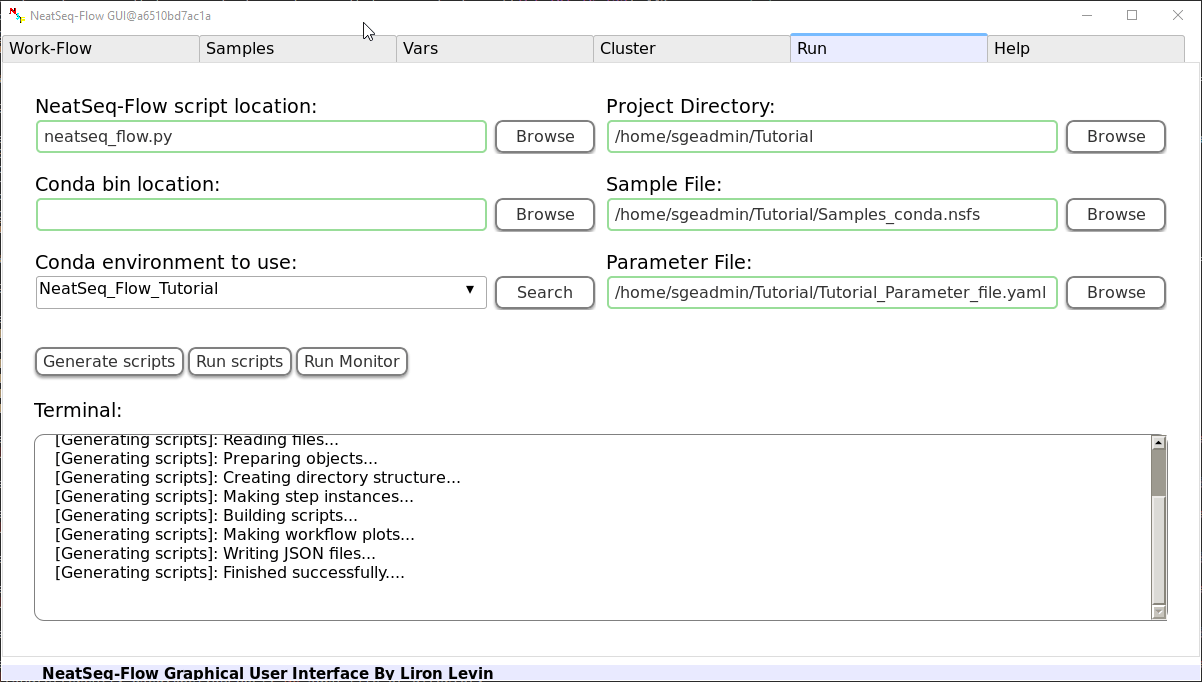 NeatSeq-Flow GUI@a6510bd7ac1a
Work-Flow Samples Vars Cluster Run Help
NeatSeq-Flow script location: Project Directory:
neatseq_flow.py Browse /home/sgeadmin/Tutorial Browse
Conda bin location: Sample File:
Browse /home/sgeadmin/Tutorial/Samples_conda.nsfs Browse
Conda environment to use: Parameter File:
NeatSeq_Flow_Tutorial Search /home/sgeadmin/Tutorial/Tutorial_Parameter_file.yaml Browse
Generate scripts Run scripts Run Monitor
Terminal:
[Generating scripts]: Reading files...
[Generating scripts]: Preparing objects...
[Generating scripts]: Creating directory structure...
[Generating scripts]: Making step instances...
[Generating scripts]: Building scripts...
[Generating scripts]: Making workflow plots...
[Generating scripts]: Writing JSON files...
[Generating scripts]: Finished successfully....
NeatSeq-Flow Graphical User Interface By Liron Levin